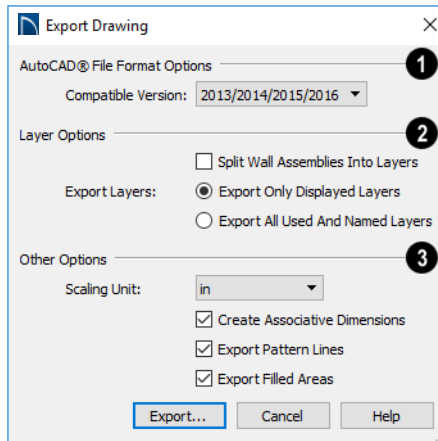 Export Drawing
AutoCAD® File Format Options
1
Compatible Version: 2013/2014/2015/2016
Layer Options
2
Split Wall Assemblies Into Layers
Export Layers: Export Only Displayed Layers
Export All Used And Named Layers
Other Options
3
Scaling Unit: in
Create Associative Dimensions
Export Pattern Lines
Export Filled Areas
Export... Cancel Help